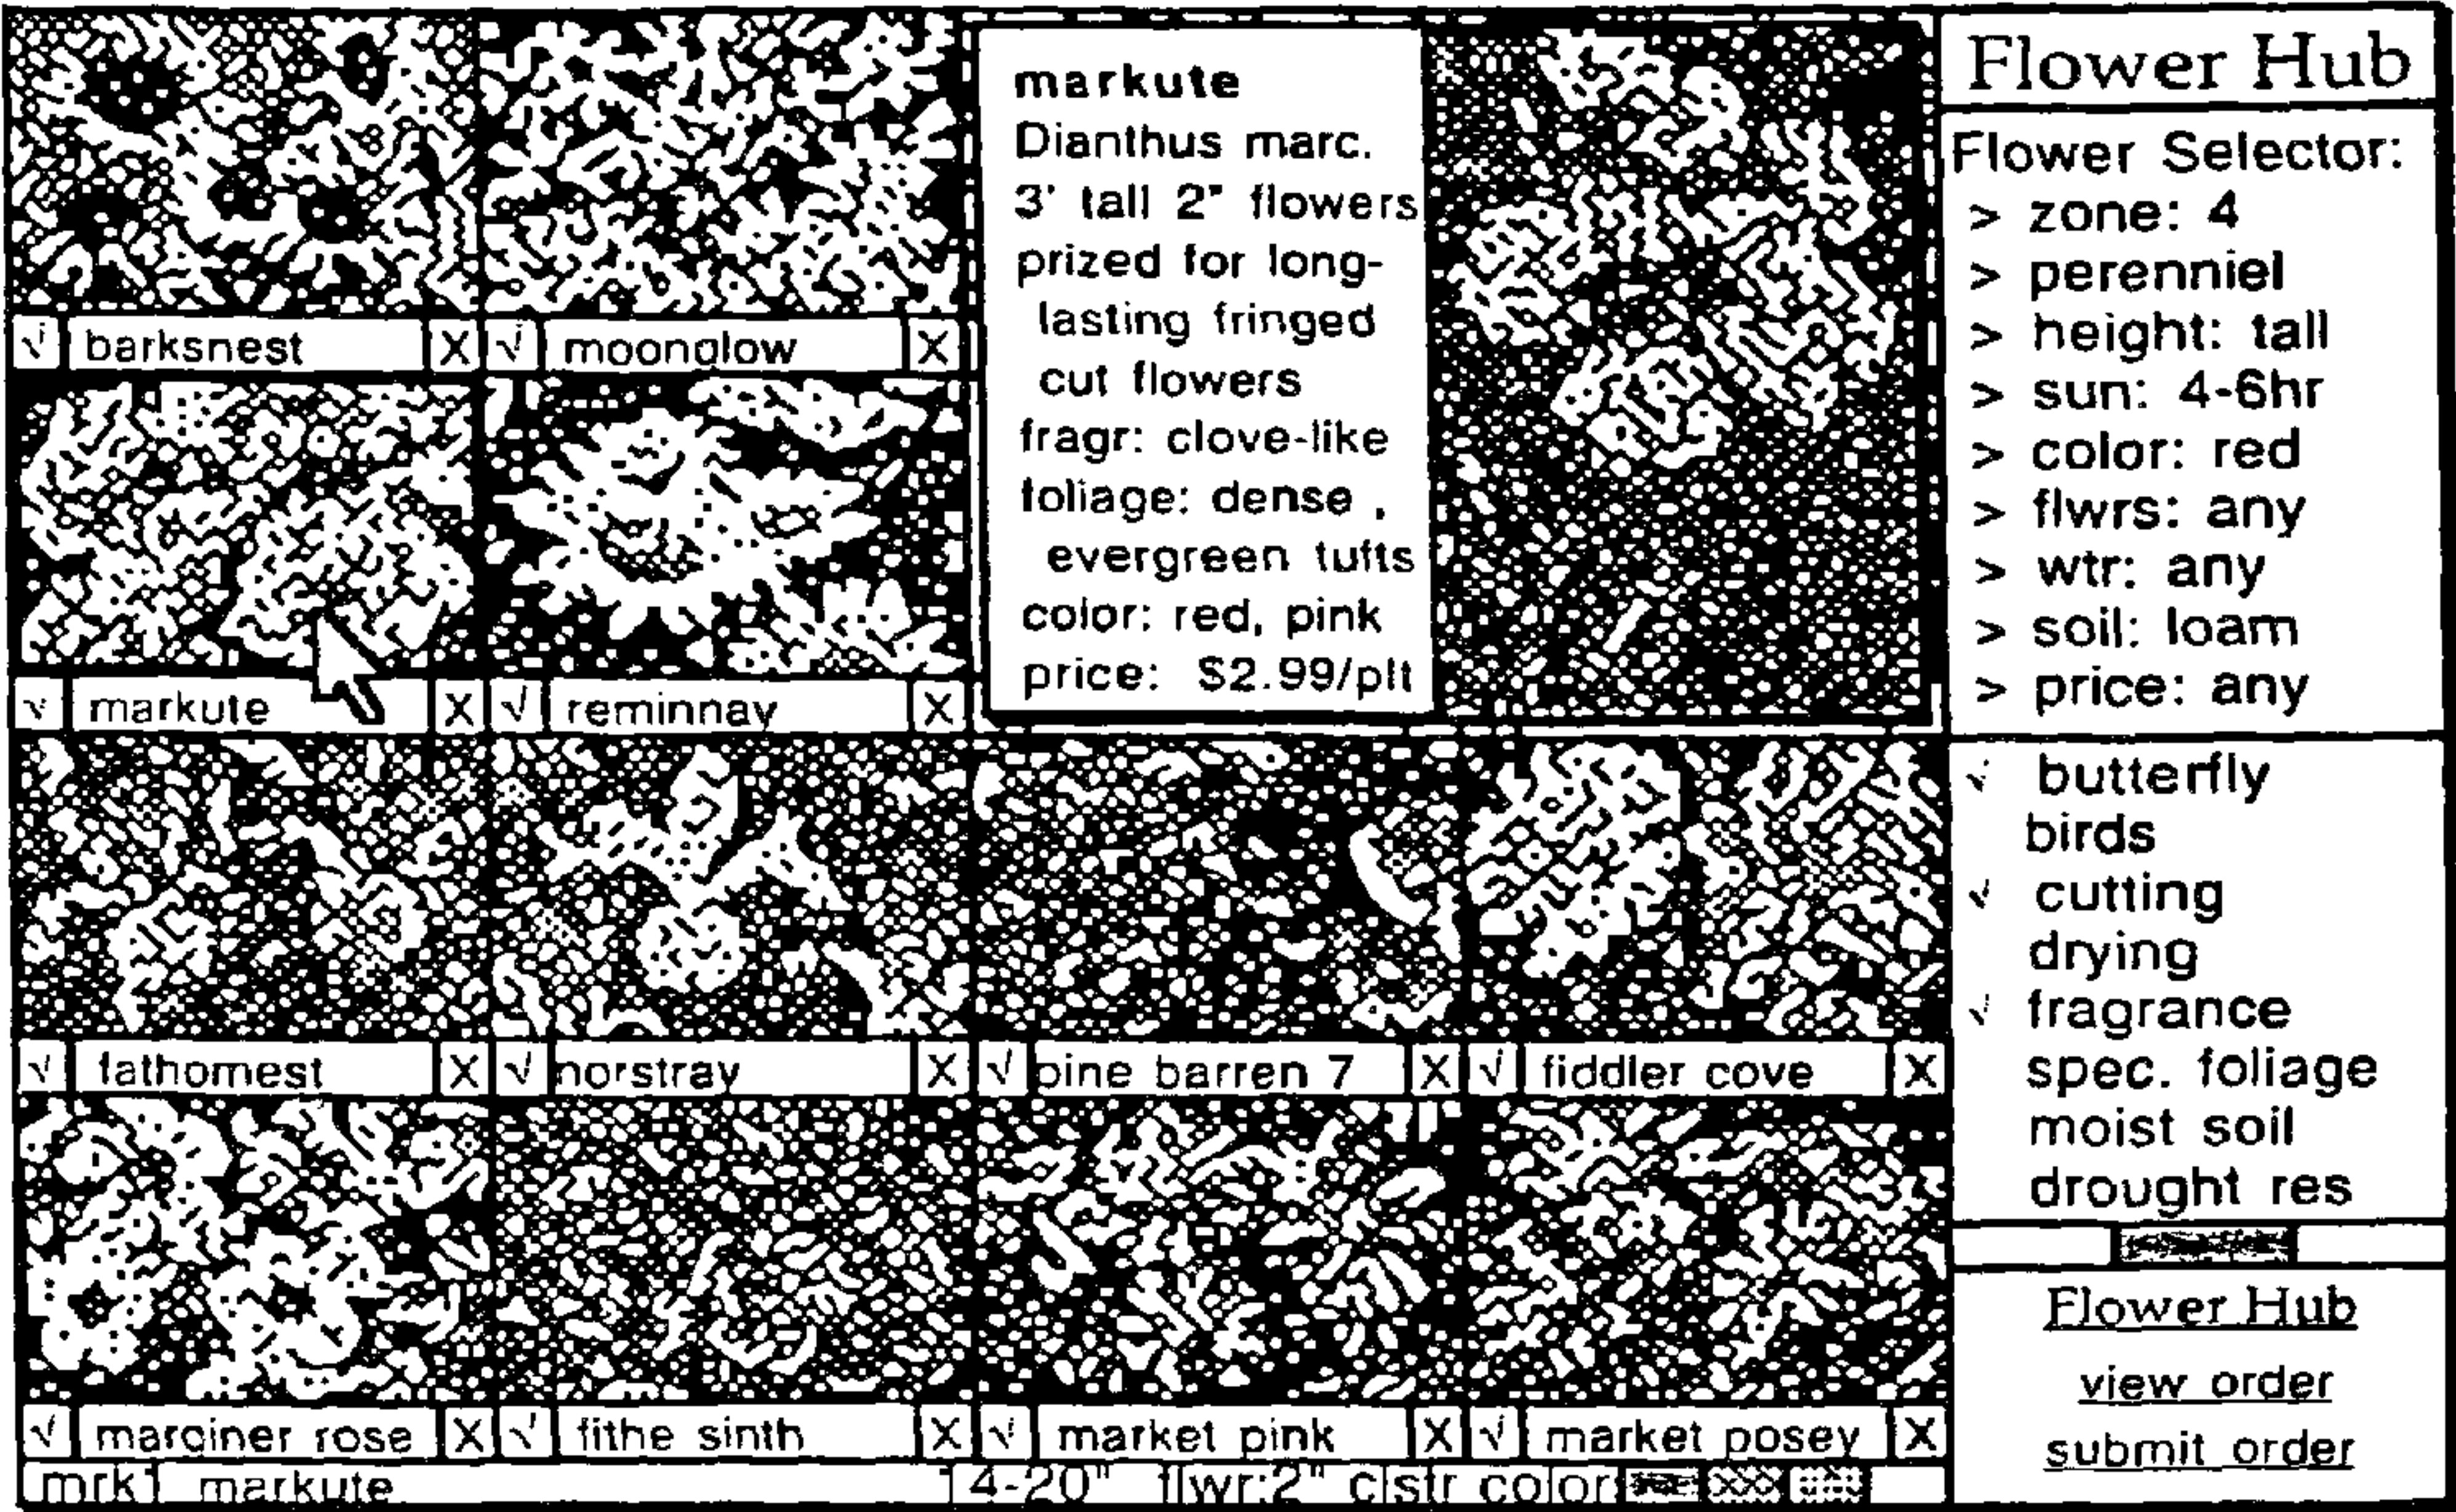 Flower Hub
Flower Selector:
> zone: 4
> perenniel
> height: tall
> sun: 4-6hr
> color: red
> flwrs: any
> wtr: any
> soil: loam
> price: any
√ butterfly
birds
√ cutting
drying
√ fragrance
spec. foliage
moist soil
drought res
Flower Hub
view order
submit order
markute
Dianthus marc.
3' tall 2" flowers
prized for long-
lasting fringed
cut flowers
fragr: clove-like
foliage: dense ,
evergreen tufts
color: red, pink
price: $2.99/plt
√ barksnest X √ moonglow X
√ markute X √ reminnay X
√ fathomest X √ norstray X √ pine barren 7 X √ fiddler cove X
√ marginer rose X √ fithe sinth X √ market pink X √ market posey X
mrk1 markute 14-20" flwr:2" clstr color: